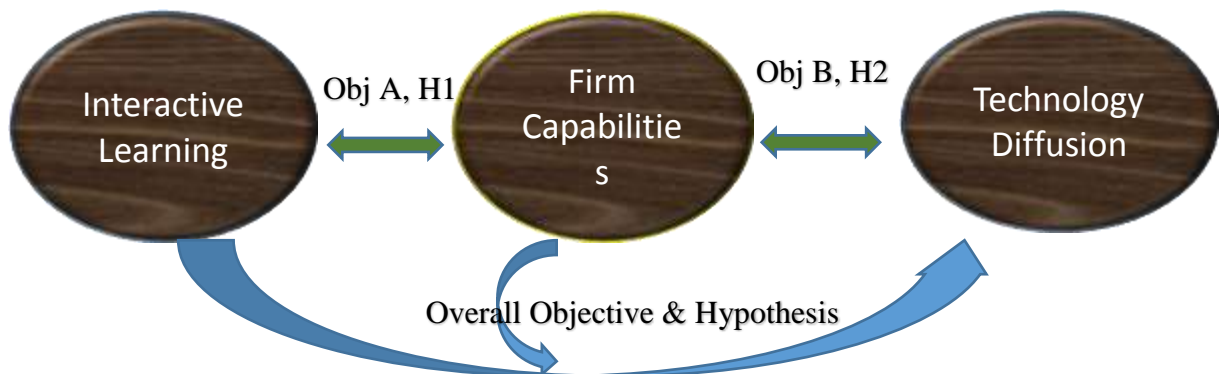 Interactive
Learning
Obj A, H1
Firm
Capabilitie
s
Obj B, H2
Technology
Diffusion
Overall Objective & Hypothesis